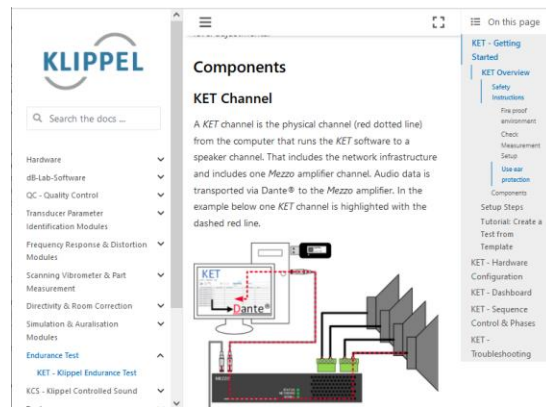 KLIPPEL
Search the docs ...
Hardware
dB-Lab-Software
QC - Quality Control
Transducer Parameter
Identification Modules
Frequency Response & Distortion
Modules
Scanning Vibrometer & Part
Measurement
Directivity & Room Correction
Simulation & Auralisation
Modules
Endurance Test
KET - Klippel Endurance Test
KCS - Klippel Controlled Sound
Components
KET Channel
A KET channel is the physical channel (red dotted line)
from the computer that runs the KET software to a
speaker channel. That includes the network infrastructure
and includes one Mezzo amplifier channel. Audio data is
transported via Dante® to the Mezzo amplifier. In the
example below one KET channel is highlighted with the
dashed red line.
KET
Dante®
MEZZO
On this page
KET - Getting
Started
KET Overview
Safety
Instructions
Fire proof
environment
Check
Measurement
Setup
Use ear
protection
Components
Setup Steps
Tutorial: Create a
Test from
Template
KET - Hardware
Configuration
KET - Dashboard
KET - Sequence
Control & Phases
KET -
Troubleshooting